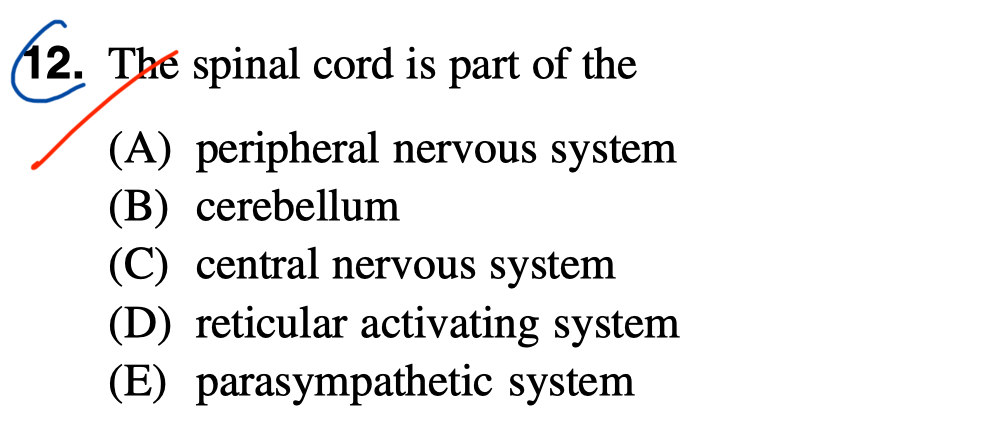 12. The spinal cord is part of the
(A) peripheral nervous system
(B) cerebellum
(C) central nervous system
(D) reticular activating system
(E) parasympathetic system